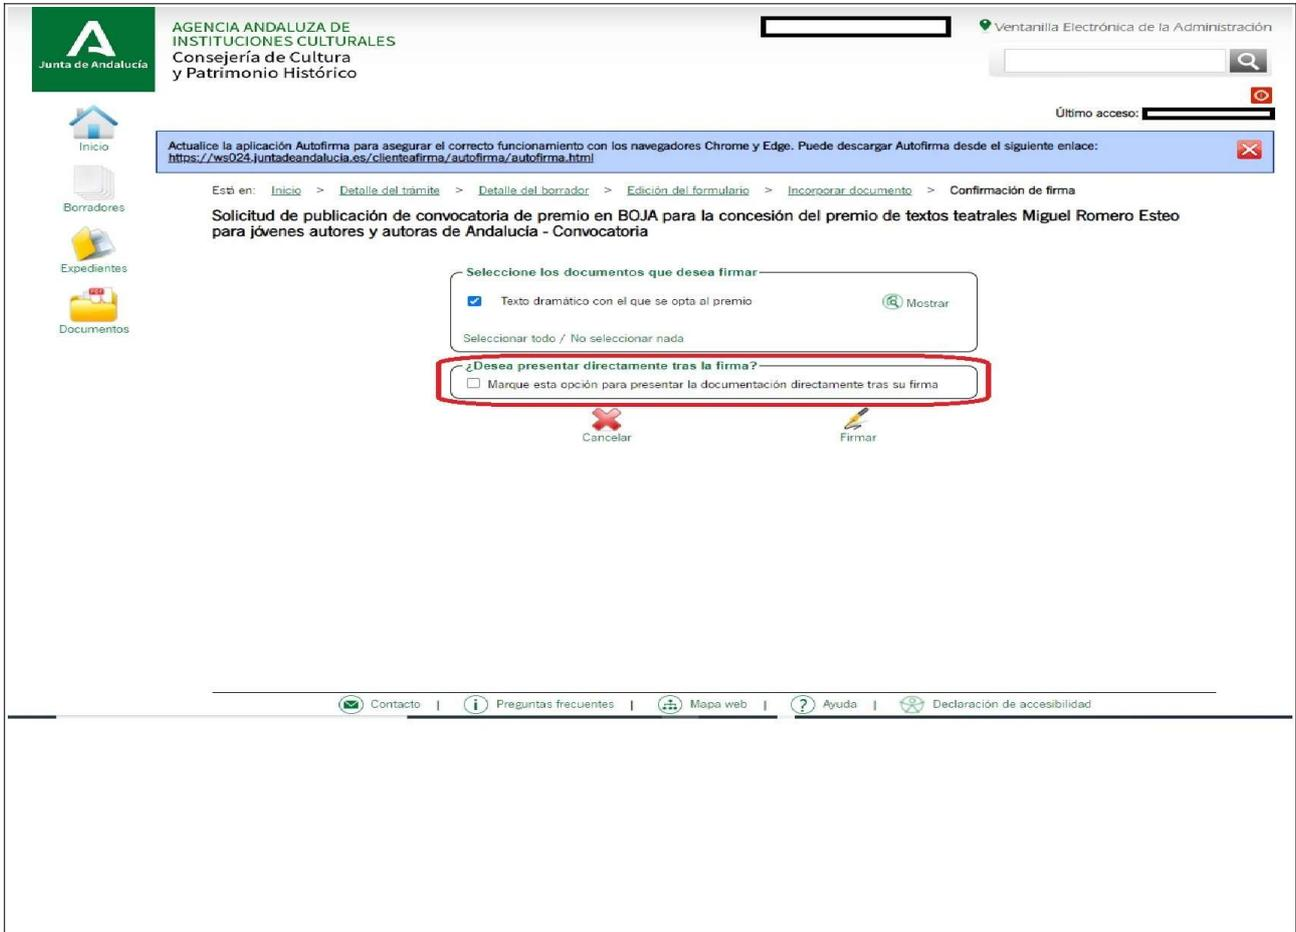 Junta de Andalucía
AGENCIA ANDALUZA DE
INSTITUCIONES CULTURALES
Consejería de Cultura
y Patrimonio Histórico
Ventanilla Electrónica de la Administración
Último acceso:
Inicio
Borradores
Expedientes
PDF
Documentos
Actualice la aplicación Autofirma para asegurar el correcto funcionamiento con los navegadores Chrome y Edge. Puede descargar Autofirma desde el siguiente enlace:
https://ws024.juntadeandalucia.es/clienteafirma/autofirma/autofirma.html
Está en: Inicio > Detalle del trámite > Detalle del borrador > Edición del formulario > Incorporar documento > Confirmación de firma
Solicitud de publicación de convocatoria de premio en BOJA para la concesión del premio de textos teatrales Miguel Romero Esteo
para jóvenes autores y autoras de Andalucía - Convocatoria
Seleccione los documentos que desea firmar
Texto dramático con el que se opta al premio Mostrar
Seleccionar todo / No seleccionar nada
¿Desea presentar directamente tras la firma?
Marque esta opción para presentar la documentación directamente tras su firma
Cancelar Firmar
Contacto | Preguntas frecuentes | Mapa web | Ayuda | Declaración de accesibilidad